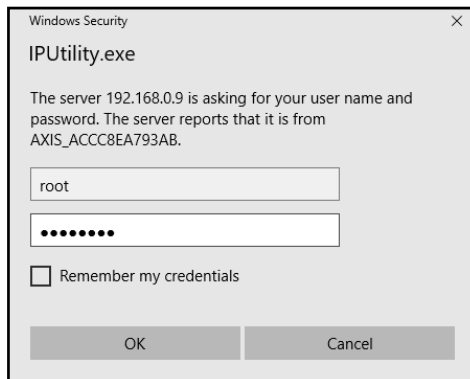 Windows Security
IPUtility.exe
The server 192.168.0.9 is asking for your user name and
password. The server reports that it is from
AXIS_ACCC8EA793AB.
root
●●●●●●●●
Remember my credentials
OK Cancel